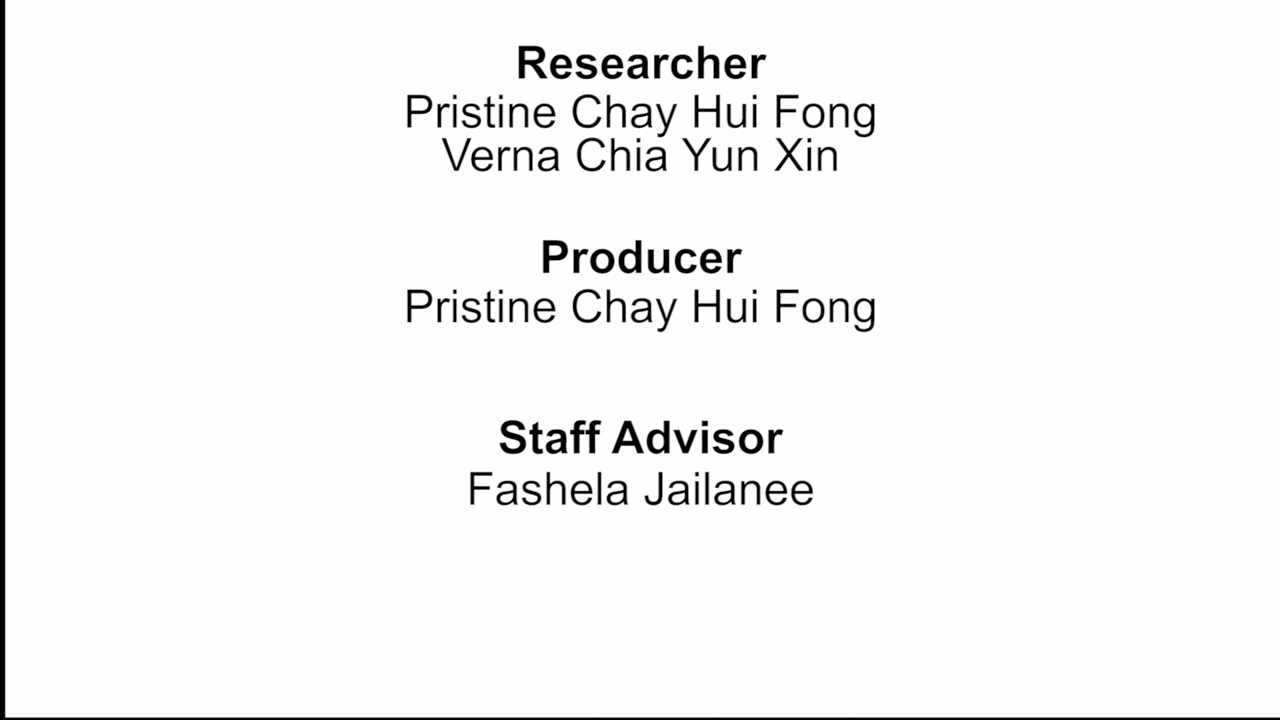 Researcher
Pristine Chay Hui Fong
Verna Chia Yun Xin
Producer
Pristine Chay Hui Fong
Staff Advisor
Fashela Jailanee